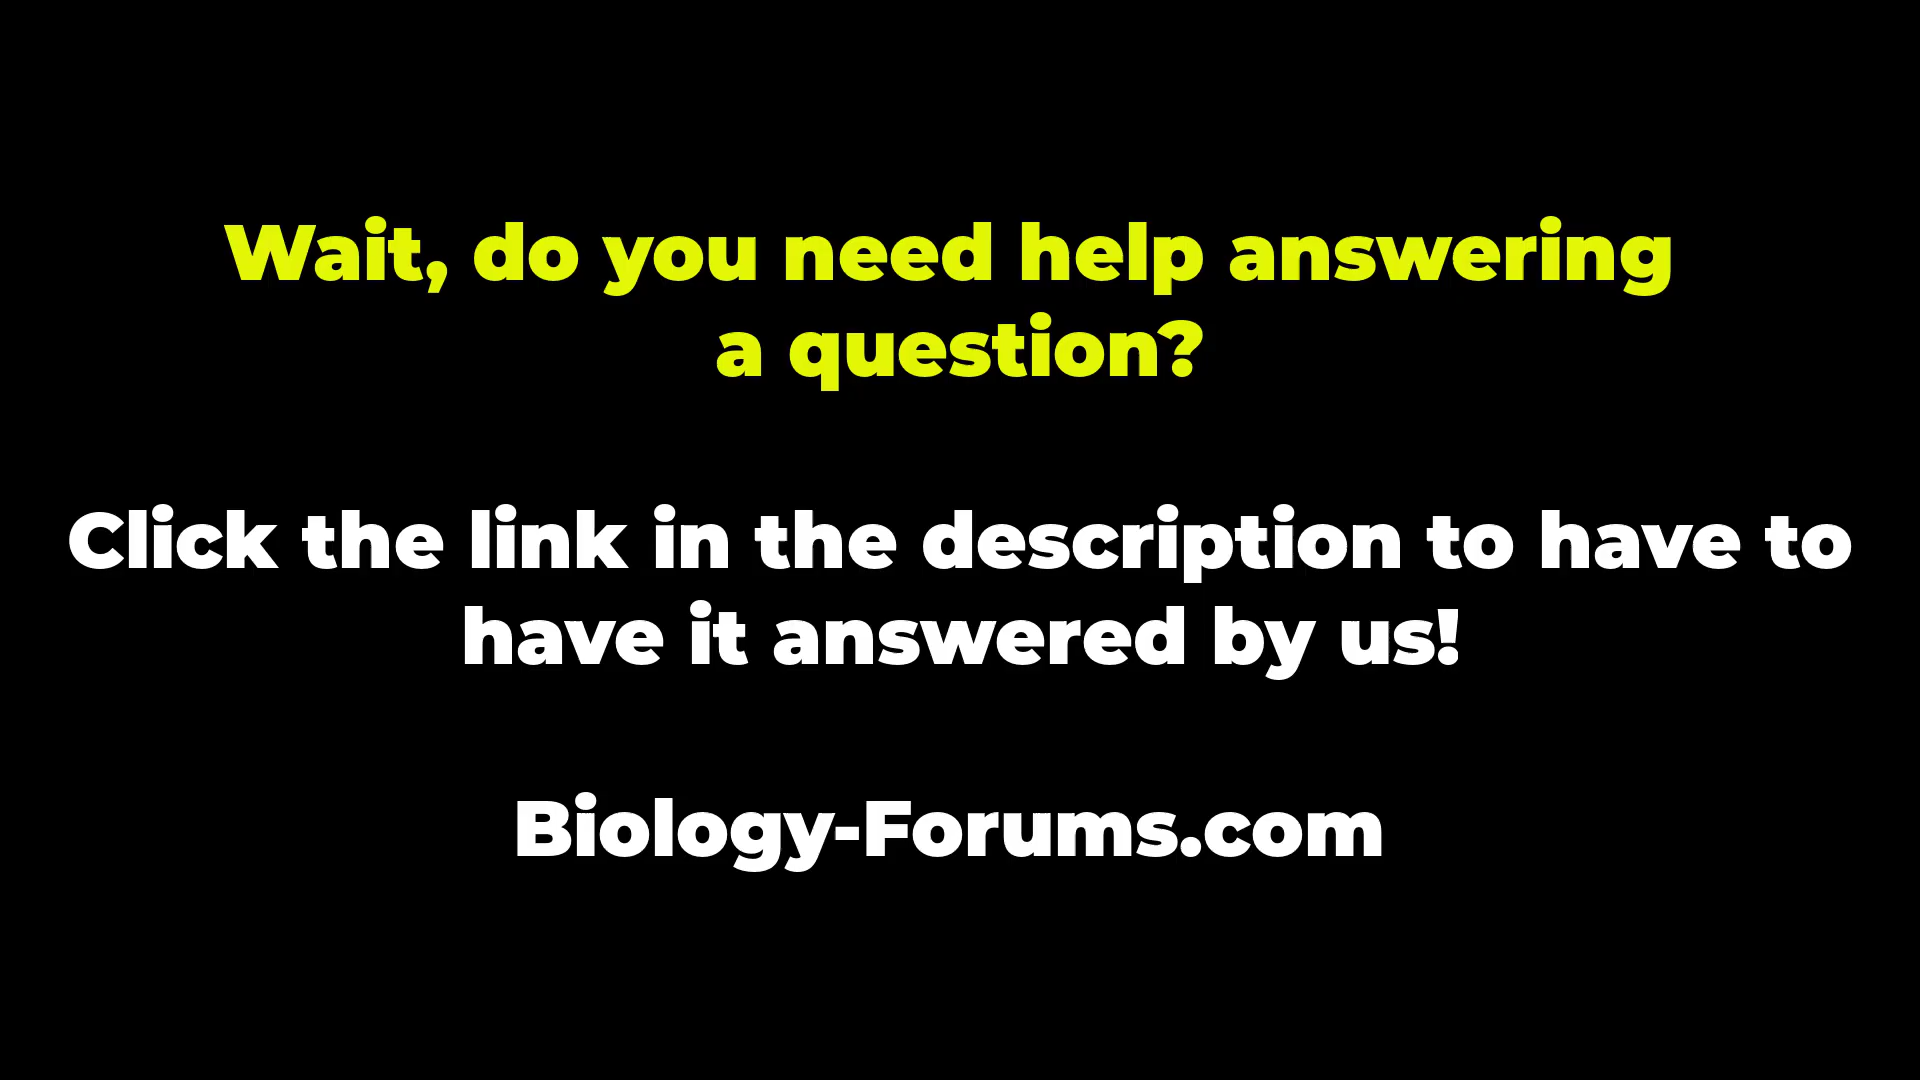 Wait, do you need help answering
a question?
Click the link in the description to have to
have it answered by us!
Biology-Forums.com